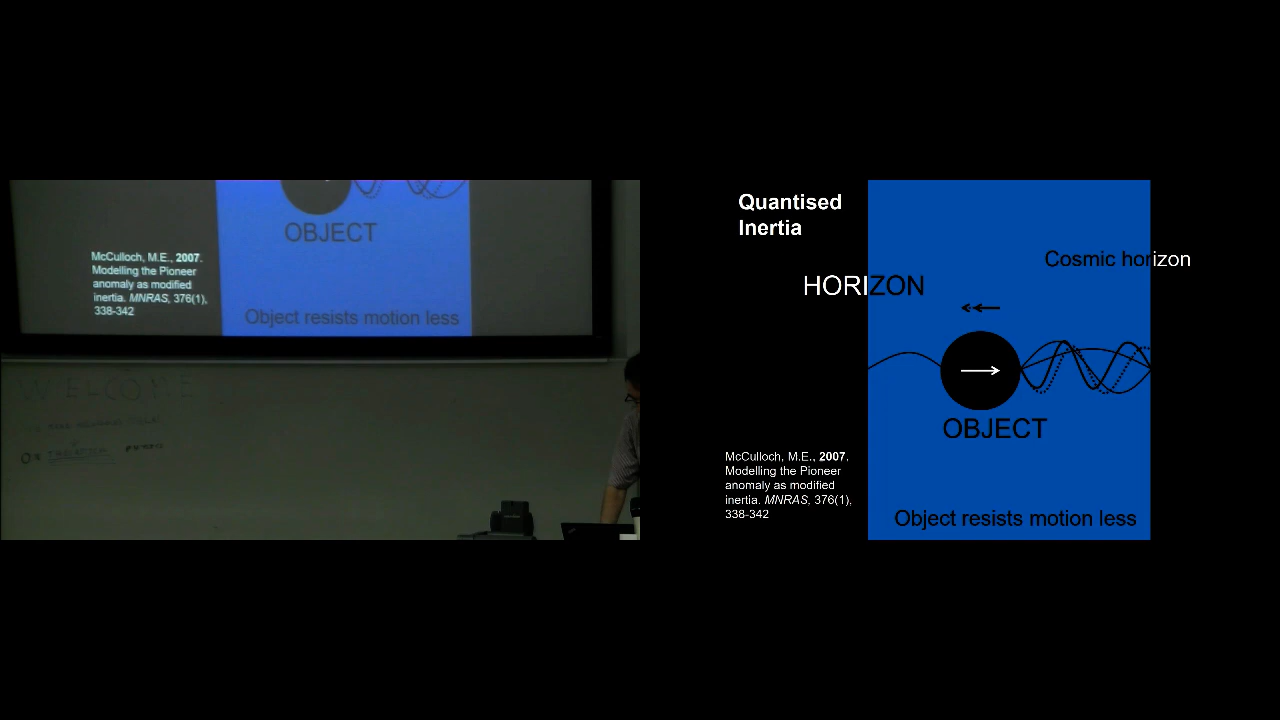 OBJECT
McCulloch, M.E., 2007.
Modelling the Pioneer
anomaly as modified
inertia. MNRAS, 376(1),
338-342
Object resists motion less
WELCOME
Quantised
Inertia
Cosmic horizon
HORIZON
OBJECT
McCulloch, M.E., 2007.
Modelling the Pioneer
anomaly as modified
inertia. MNRAS, 376(1),
338-342
Object resists motion less